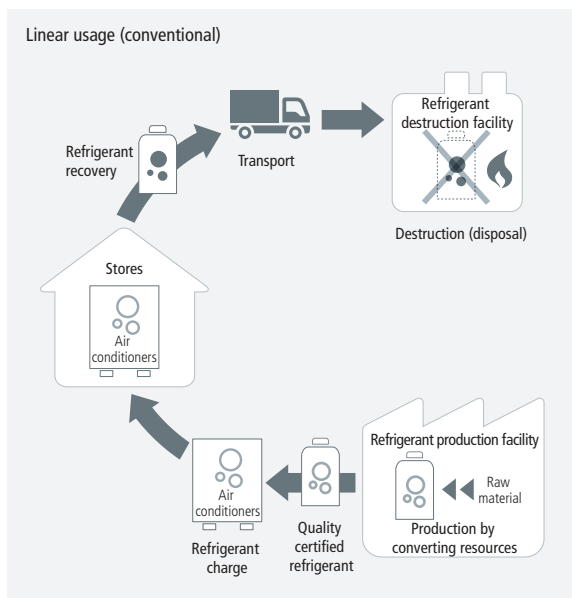 Linear usage (conventional)
Refrigerant
recovery
Transport
Refrigerant
destruction facility
Destruction (disposal)
Stores
Air
conditioners
Refrigerant production facility
Raw
material
Production by
converting resources
Quality
certified
refrigerant
Air
conditioners
Refrigerant
charge